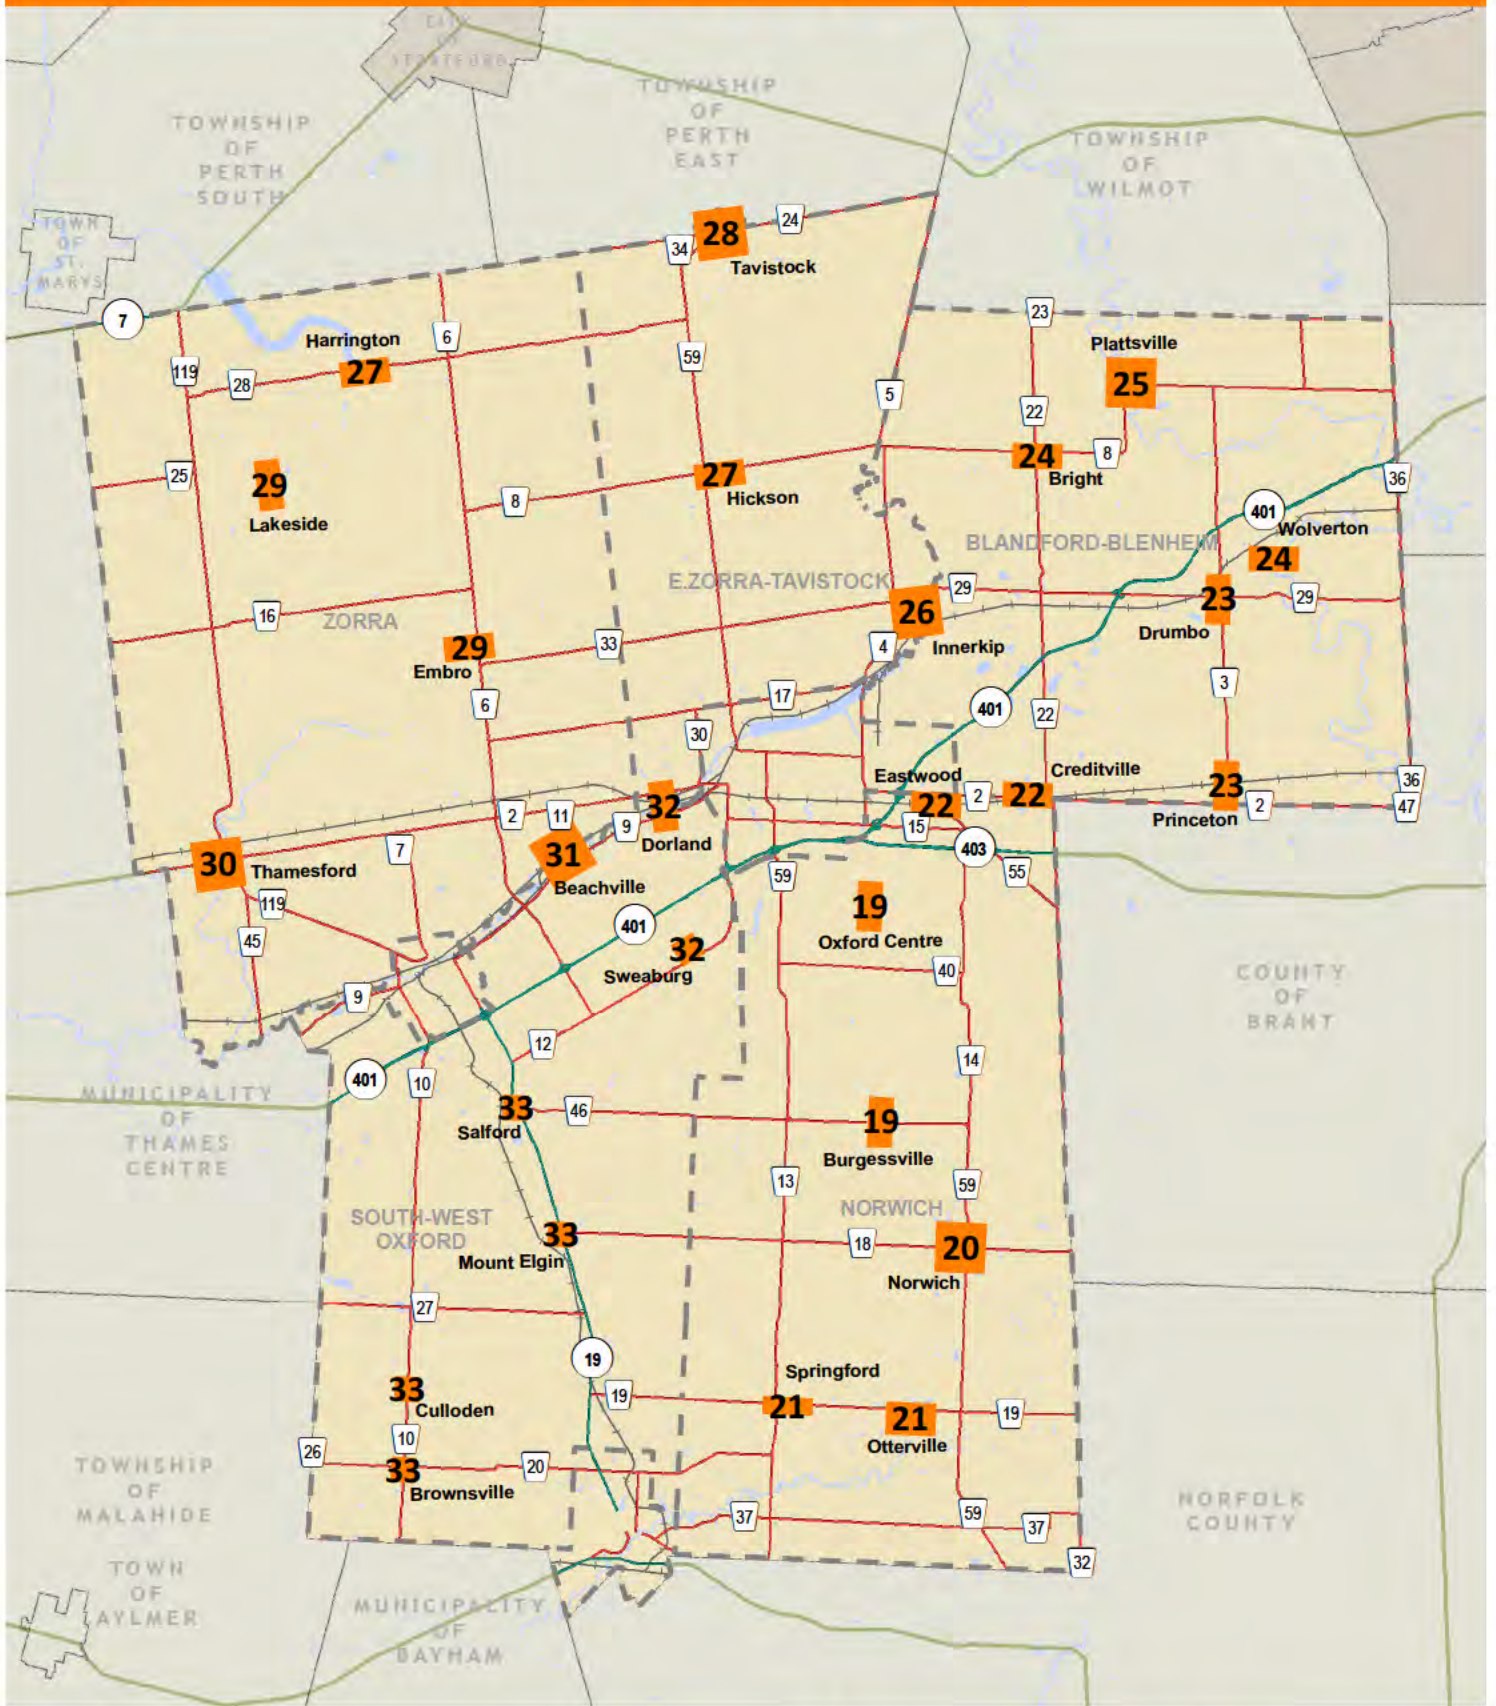 CITY
OF
STRATFORD
TOWNSHIP
OF
PERTH
EAST
TOWNSHIP
OF
PERTH
SOUTH
TOWNSHIP
OF
WILMOT
TOWN
OF
ST.
MARYS
28
24
34
Tavistock
7
23
Harrington
6
Plattsville
119
28
27
59
5
25
22
25
29
Lakeside
8
27
Hickson
24
8
Bright
36
401
Wolverton
BLANDFORD-BLENHEIM
24
E.ZORRA-TAVISTOCK
29
26
Innerkip
23
29
Drumbo
16
ZORRA
29
Embro
33
4
3
6
17
401
22
30
Eastwood
Creditville
22
2
22
23
Princeton
2
36
47
2
11
32
9
Dorland
15
30
Thamesford
7
31
Beachville
403
59
55
119
45
401
19
Oxford Centre
32
Sweaburg
40
9
COUNTY
OF
BRANT
12
14
401
10
MUNICIPALITY
OF
THAMES
CENTRE
33
46
Salford
19
Burgessville
13
59
SOUTH-WEST
OXFORD
NORWICH
33
Mount Elgin
18
20
Norwich
27
19
Springford
33
Culloden
19
21
21
19
Otterville
10
26
33
20
Brownsville
TOWNSHIP
OF
MALAHIDE
37
59
37
NORFOLK
COUNTY
32
TOWN
OF
AYLMER
MUNICIPALITY
OF
BAYHAM